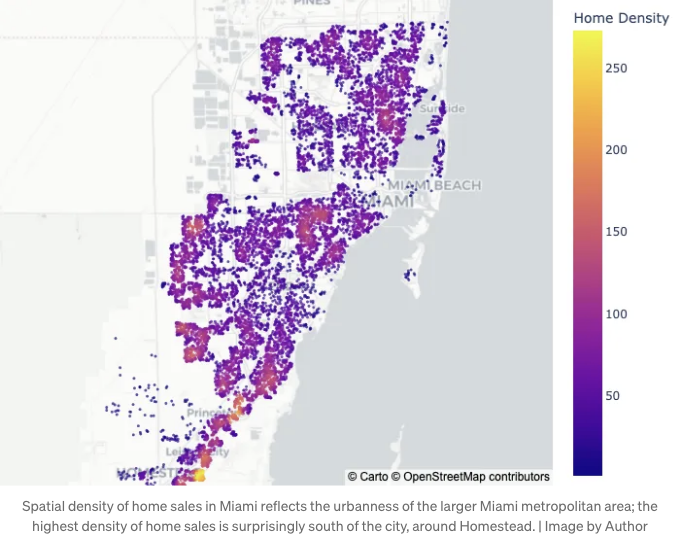 PINES
Home Density
250
Surfside
200
MIAMI BEACH
MIAMI
150
100
50
© Carto © OpenStreetMap contributors
Spatial density of home sales in Miami reflects the urbanness of the larger Miami metropolitan area; the
highest density of home sales is surprisingly south of the city, around Homestead. | Image by Author